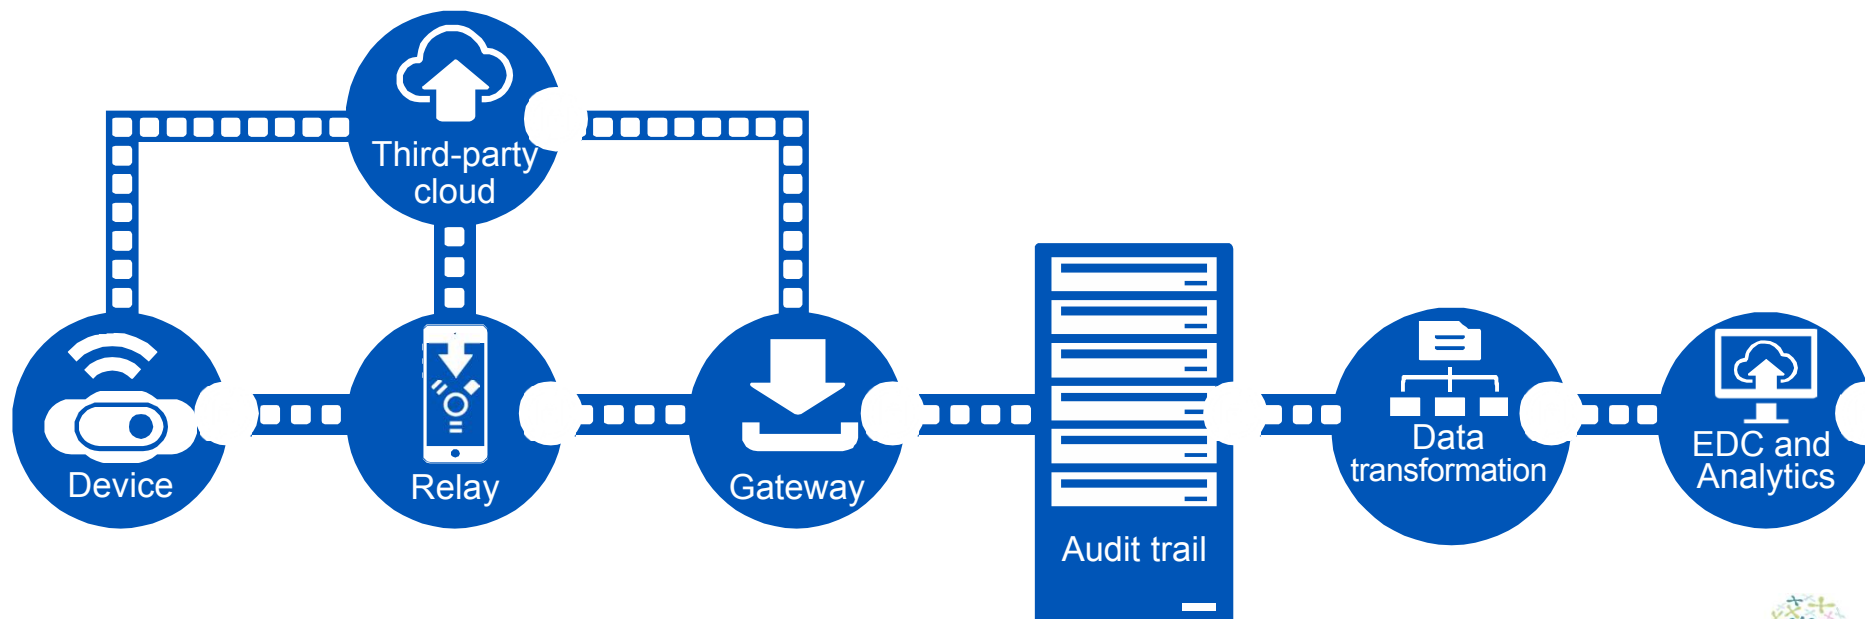 Third-party
cloud
Device
Relay
Gateway
Audit trail
Data
transformation
EDC and
Analytics